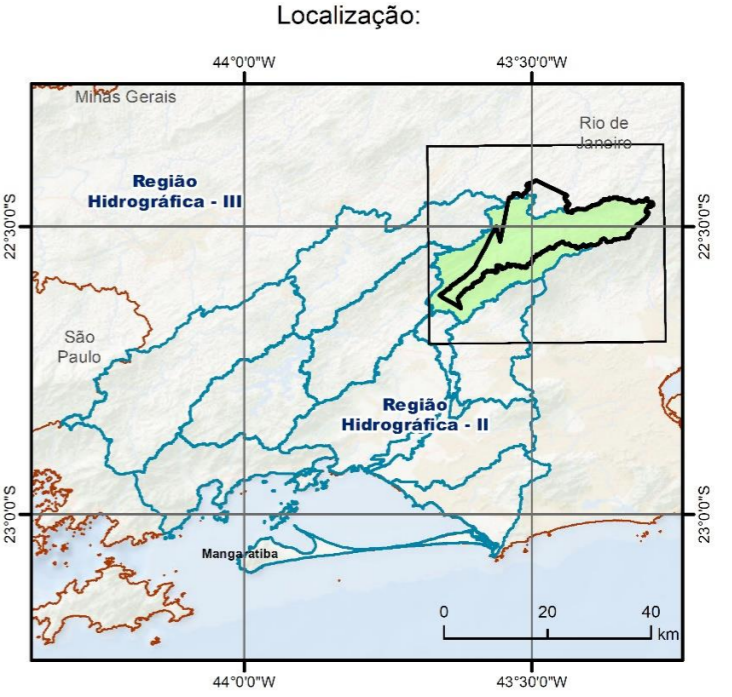 Localização:
44°0'0"W
43°30'0"W
Minas Gerais
Rio de
Janeiro
Região
Hidrográfica - III
22°30'0"S
22°30'0"S
São
Paulo
Região
Hidrográfica - II
23°0'0"S
23°0'0"S
Mangaratiba
0 20 40
km
44°0'0"W
43°30'0"W